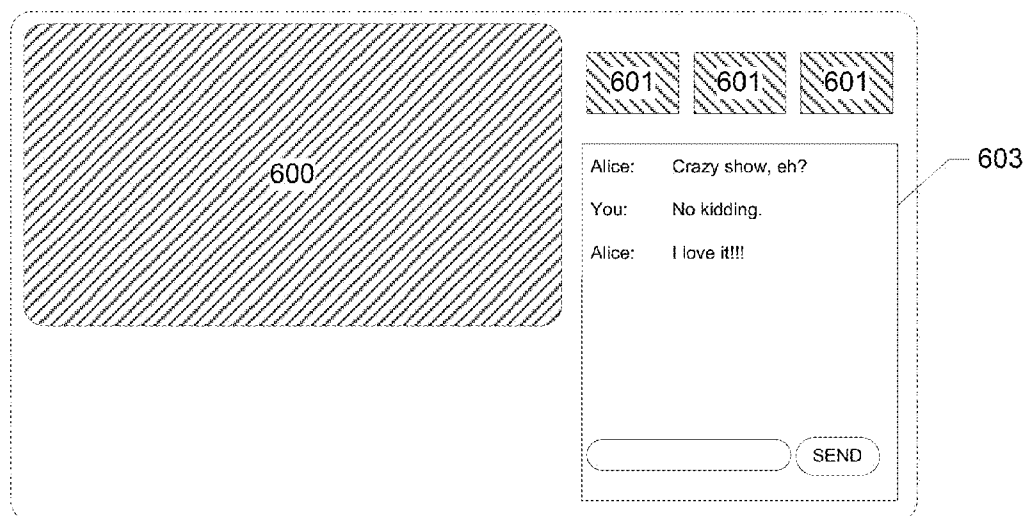 600
601 601 601
603
Alice: Crazy show, eh?
You: No kidding.
Alice: I love it!!!
SEND